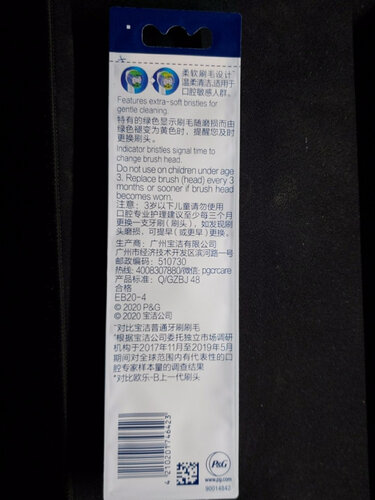 柔软刷毛设计*
温柔清洁,适用于
口腔敏感人群。
Features extra-soft bristles for
gentle cleaning.
特有的绿色显示刷毛随磨损而由
绿色褪变为黄色时，提醒您及时
更换刷头。
Indicator bristles signal time to
change brush head.
Do not use on children under age
3. Replace brush (head) every 3
months or sooner if brush head
becomes worn.
注意：3岁以下儿童请勿使用
口腔专业护理建议至少每三个月
更换一支牙刷(刷头)，如发现刷
头磨损，可提早(或更早)更换。
生产商：广州宝洁有限公司
广州市经济技术开发区滨河路一号
邮政编码：510730
热线: 4008307880/微信: pgcrcare
产品标准：Q/GZBJ 48
合格
EB20-4
© 2020 P&G
© 2020 宝洁公司
*对比宝洁普通牙刷刷毛
*根据宝洁公司委托独立市场调研
机构于2017年11月至2019年5月
期间对全球范围内有代表性的口
腔专家样本量的调查结果
*对比欧乐-B上一代刷头
4 210201 746423
P&G
www.pg.com
90014842